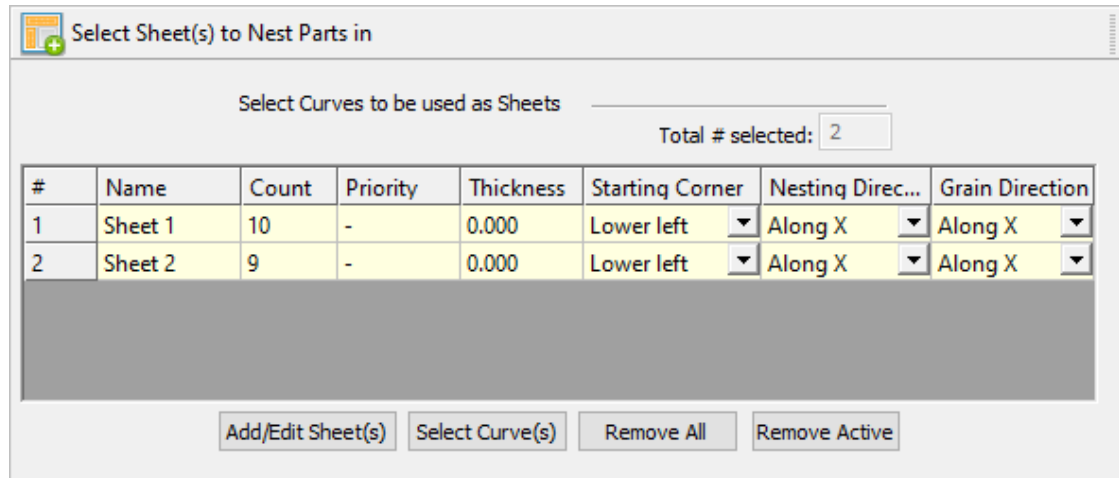 Select Sheet(s) to Nest Parts in
Select Curves to be used as Sheets
Total # selected: 2
# Name Count Priority Thickness Starting Corner Nesting Direc... Grain Direction
1 Sheet 1 10 - 0.000 Lower left Along X Along X
2 Sheet 2 9 - 0.000 Lower left Along X Along X
Add/Edit Sheet(s) Select Curve(s) Remove All Remove Active